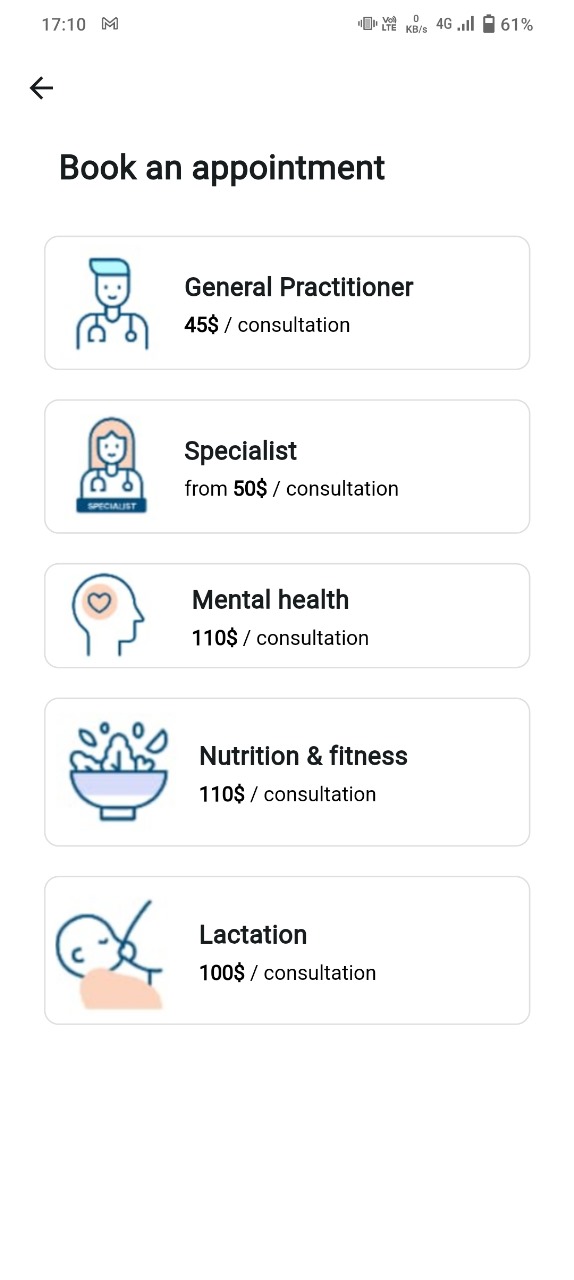 17:10
VoI) LTE
0 KB/s
4G
61%
Book an appointment
General Practitioner
45$ / consultation
SPECIALIST
Specialist
from 50$ / consultation
Mental health
110$ / consultation
Nutrition & fitness
110$ / consultation
Lactation
100$ / consultation